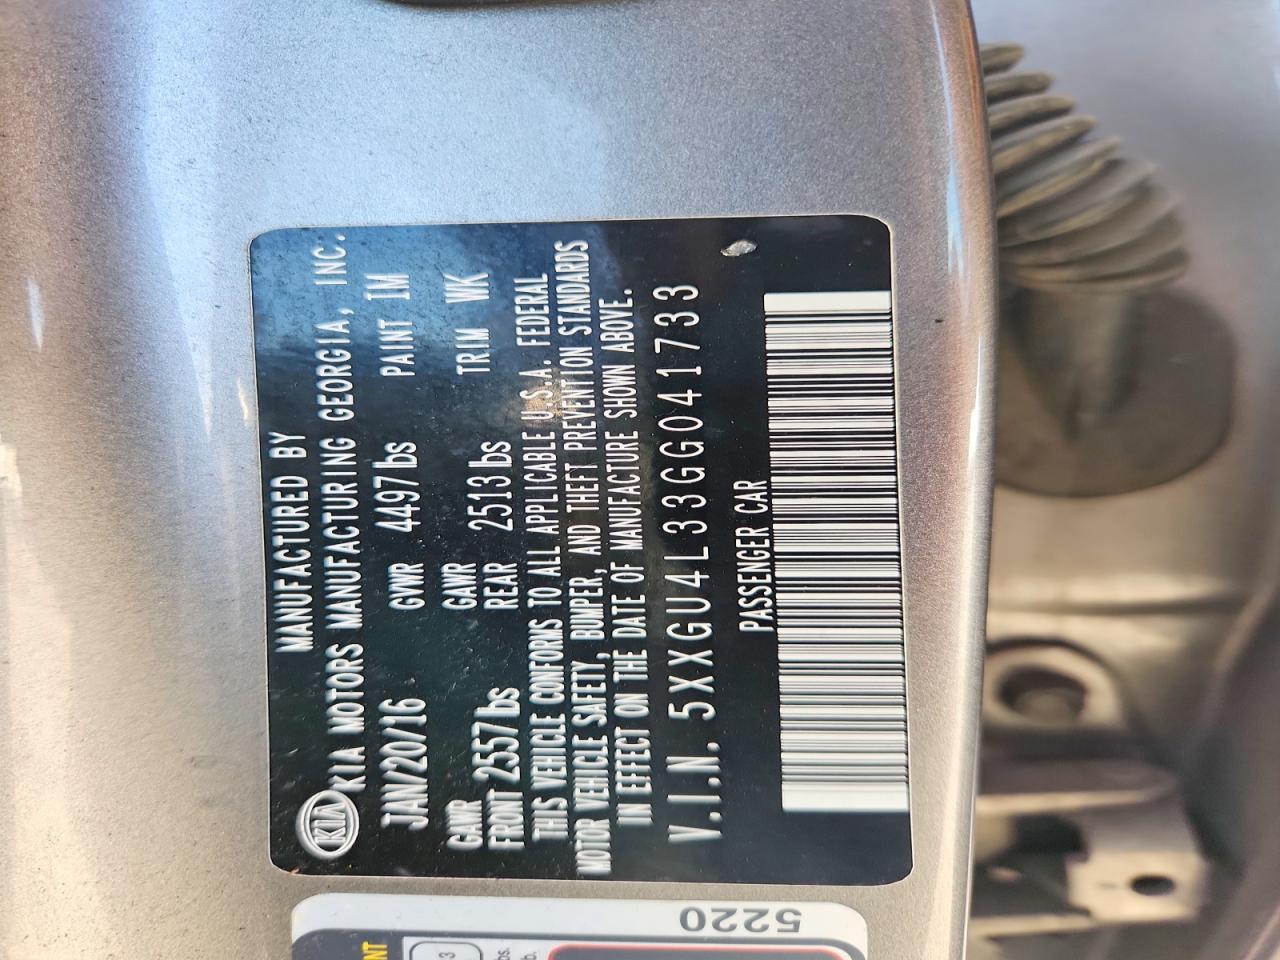 MANUFACTURED BY
KIA KIA MOTORS MANUFACTURING GEORGIA, INC.
JAN/20/16 GVWR 4497lbs PAINT IM
GAWR FRONT 2557lbs GAWR REAR 2513lbs TRIM WK
THIS VEHICLE CONFORMS TO ALL APPLICABLE U.S.A. FEDERAL
MOTOR VEHICLE SAFETY, BUMPER, AND THEFT PREVENTION STANDARDS
IN EFFECT ON THE DATE OF MANUFACTURE SHOWN ABOVE.
V.I.N. 5XXGU4L33GG041733
PASSENGER CAR
5220
3